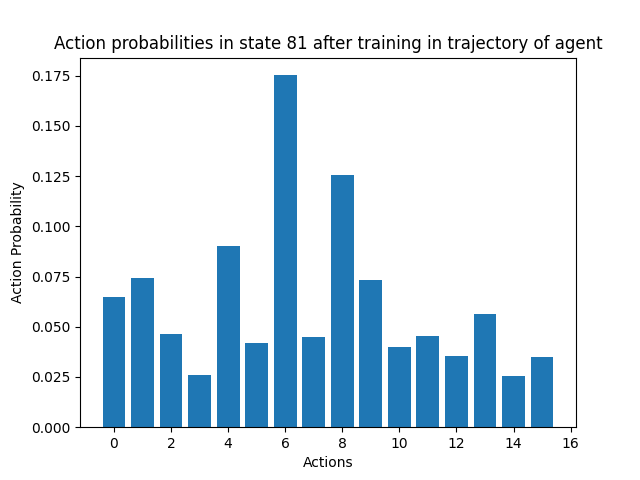 Action probabilities in state 81 after training in trajectory of agent
0.175
0.150
0.125
0.100
0.075
0.050
0.025
0.000
Action Probability
0 2 4 6 8 10 12 14 16
Actions